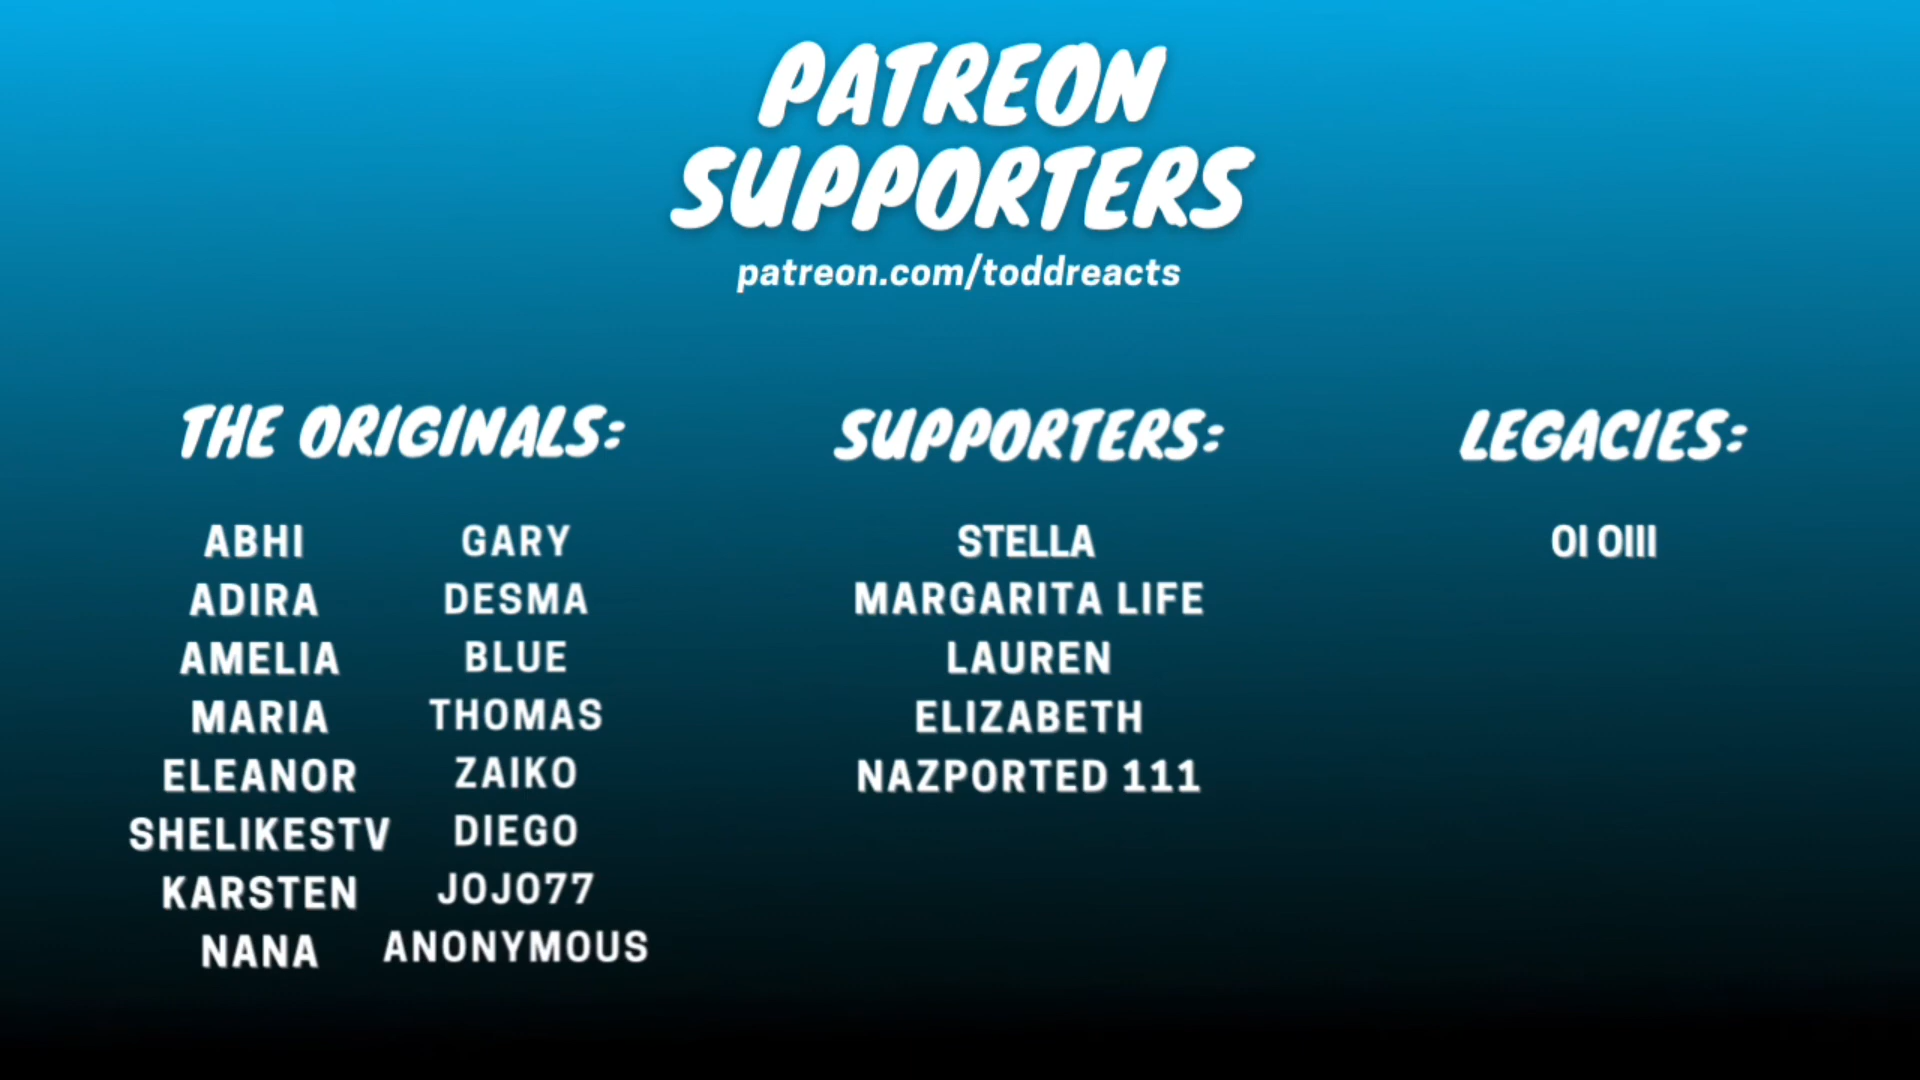 PATREON
SUPPORTERS
patreon.com/toddreacts
THE ORIGINALS:
ABHI
ADIRA
AMELIA
MARIA
ELEANOR
SHELIKESTV
KARSTEN
NANA
GARY
DESMA
BLUE
THOMAS
ZAIKO
DIEGO
JOJO77
ANONYMOUS
SUPPORTERS:
STELLA
MARGARITA LIFE
LAUREN
ELIZABETH
NAZPORTED 111
LEGACIES:
OI OIII